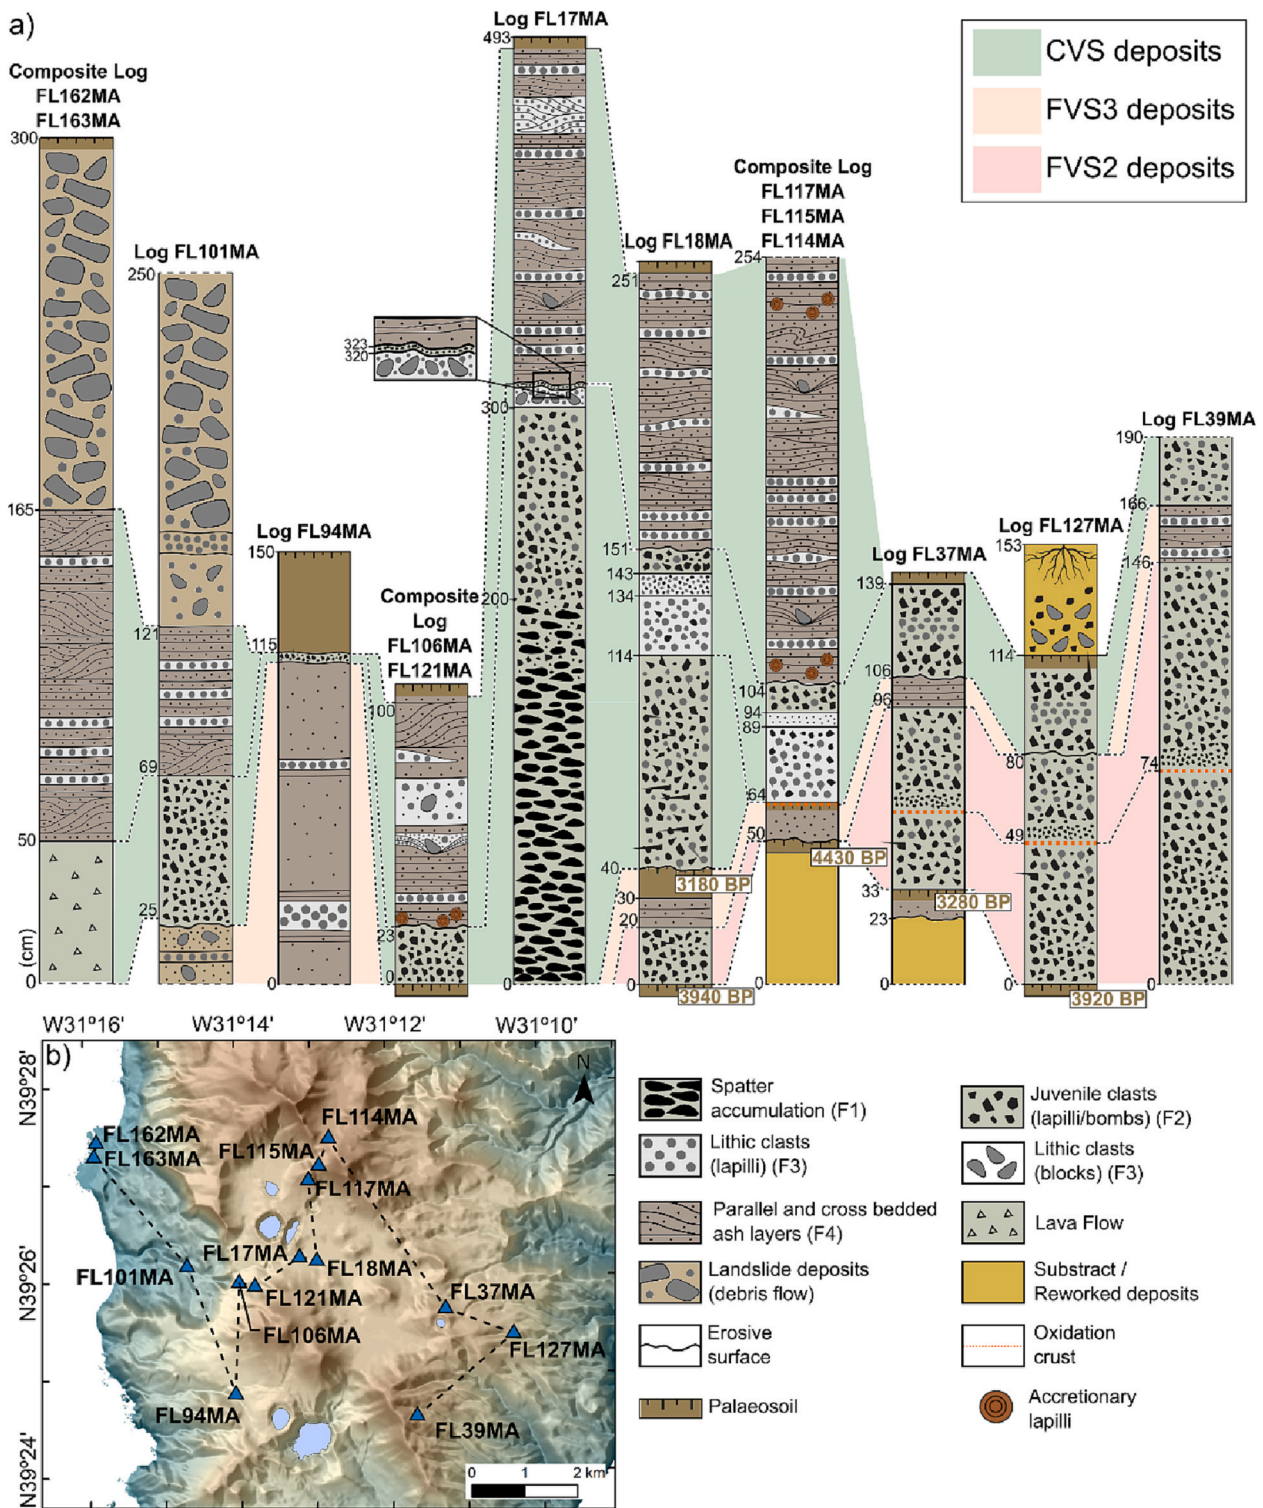 a)
CVS deposits
FVS3 deposits
FVS2 deposits
Composite Log
FL162MA
FL163MA
300
165
50
0
(cm)
Log FL101MA
250
121
69
25
Log FL94MA
150
115
0
Composite
Log
FL106MA
FL121MA
100
23
0
Log FL17MA
493
323
320
300
200
0
Log FL18MA
251
151
143
134
114
40
30
20
0
3180 BP
3940 BP
Composite Log
FL117MA
FL115MA
FL114MA
254
104
94
89
64
50
0
4430 BP
Log FL37MA
139
106
96
33
23
0
3280 BP
Log FL127MA
153
114
80
49
0
3920 BP
Log FL39MA
190
166
146
74
0
b)
W31º16'
W31º14'
W31º12'
W31º10'
N39º28'
N39º26'
N39º24'
N
FL162MA
FL163MA
FL114MA
FL115MA
FL117MA
FL17MA
FL18MA
FL101MA
FL121MA
FL106MA
FL37MA
FL127MA
FL94MA
FL39MA
0 1 2 km
Spatter
accumulation (F1)
Lithic clasts
(lapilli) (F3)
Parallel and cross bedded
ash layers (F4)
Landslide deposits
(debris flow)
Erosive
surface
Palaeosoil
Juvenile clasts
(lapilli/bombs) (F2)
Lithic clasts
(blocks) (F3)
Lava Flow
Substract /
Reworked deposits
Oxidation
crust
Accretionary
lapilli